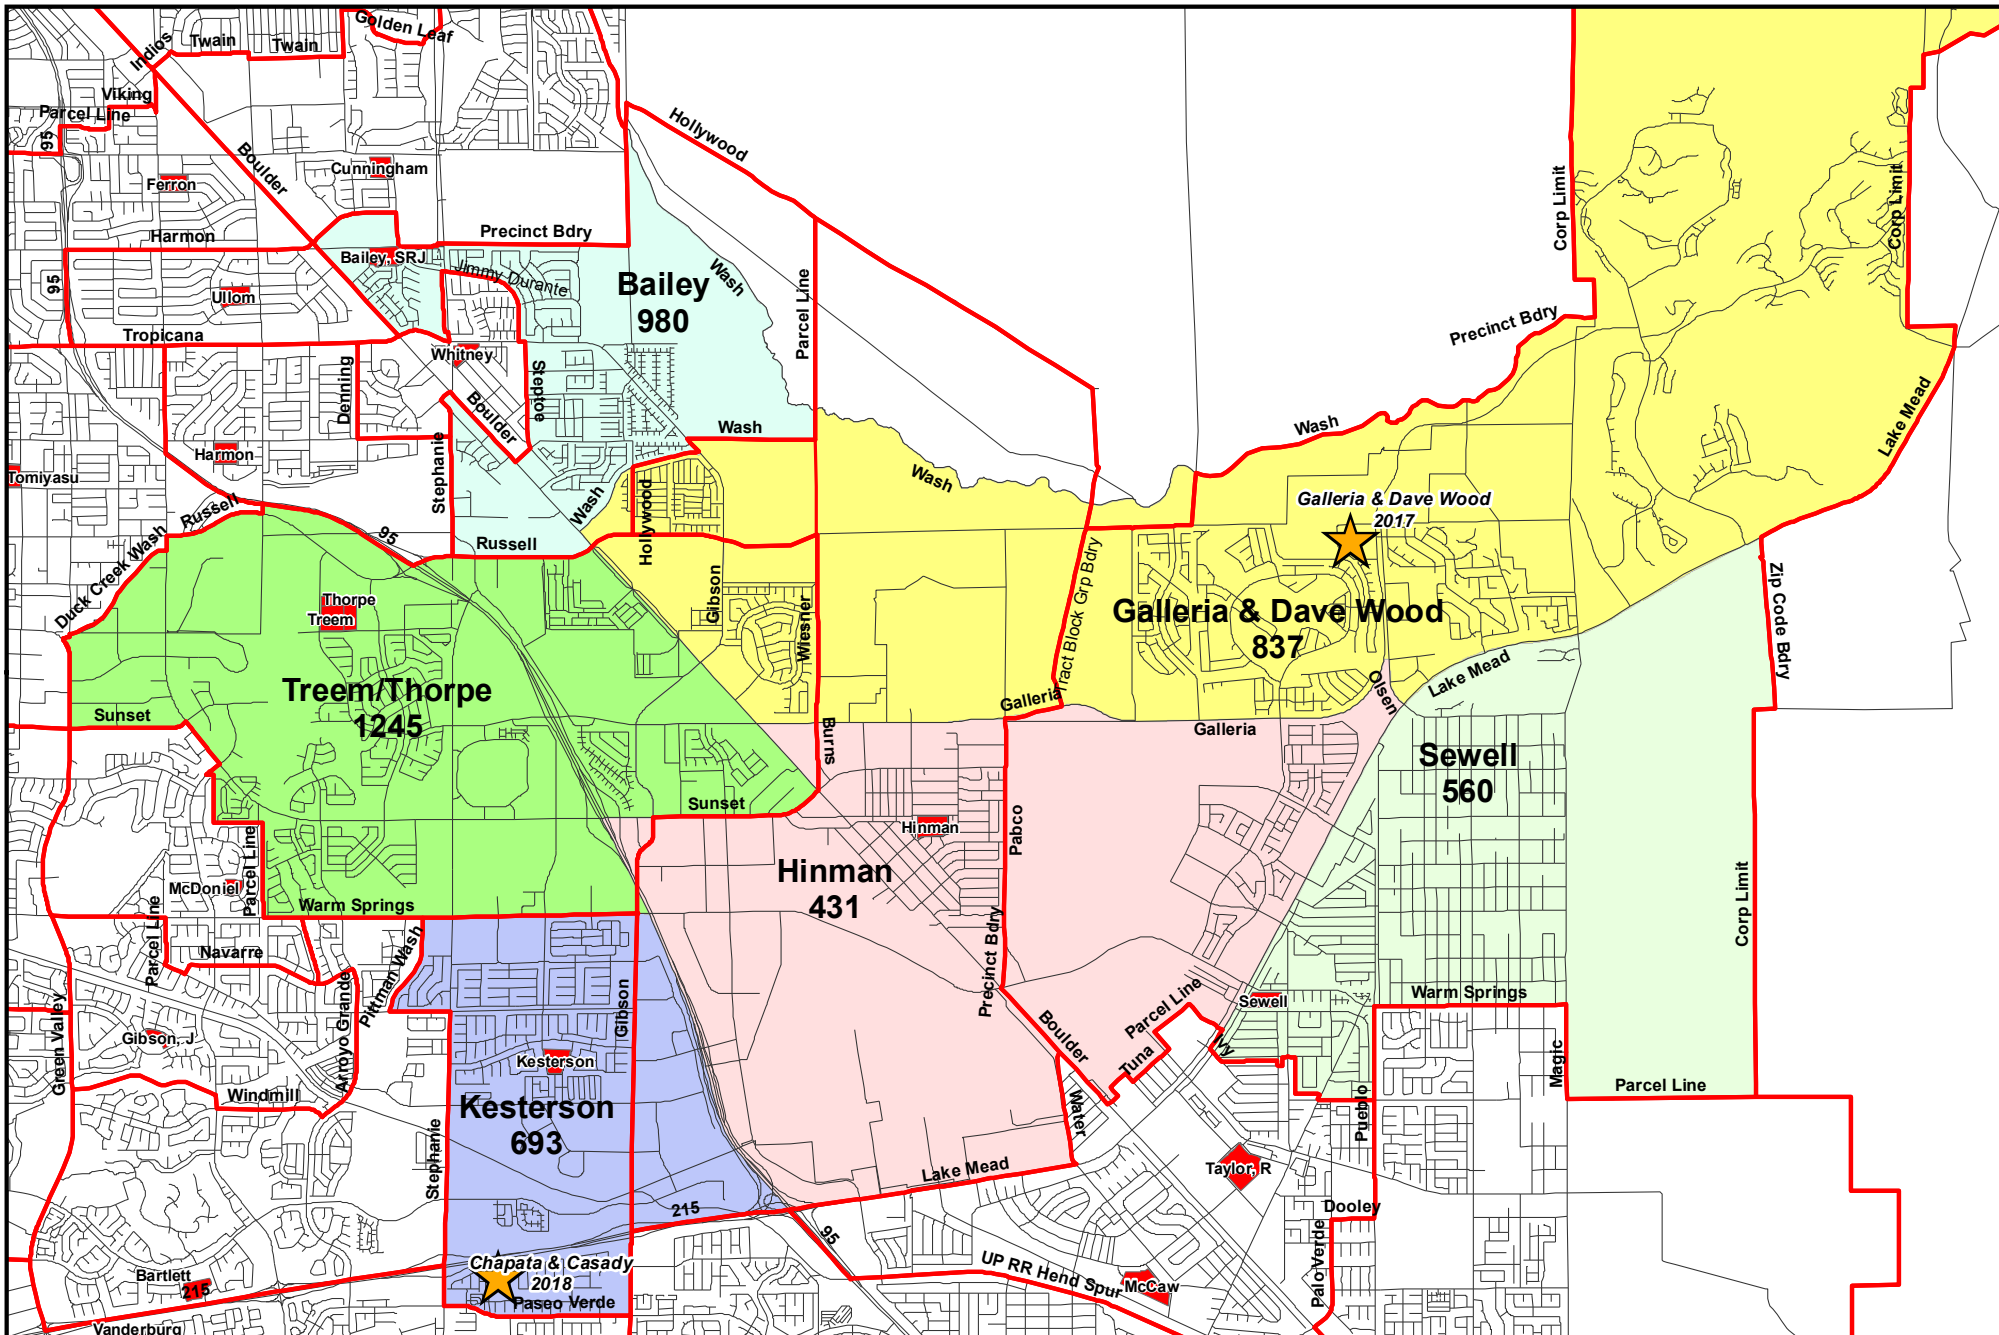 Golden Leaf
Twain
Twain
Indios
Viking
Parcel Line
95
Hollywood
Boulder
Cunningham
Ferron
Corp Limit
Corp Limit
Harmon
Precinct Bdry
Bailey, SRJ
Jimmy Durante
Bailey
980
Wash
Parcel Line
95
Ullom
Tropicana
Precinct Bdry
Whitney
Denning
Steptoe
Boulder
Wash
Wash
Lake Mead
Harmon
Stephanie
Tomiyasu
Wash
Hollywood
Wash
Galleria & Dave Wood
2017
Russell
Duck Creek Wash
95
Russell
Tract Block Grp Bdry
Zip Code Bdry
Gibson
Wiesner
Thorpe
Treem
Galleria & Dave Wood
837
Treem/Thorpe
1245
Lake Mead
Olsen
Galleria
Sunset
Burns
Galleria
Sewell
560
Sunset
Hinman
Pabco
Parcel Line
Hinman
431
McDoniel
Warm Springs
Corp Limit
Parcel Line
Pittman Wash
Navarre
Precinct Bdry
Arroyo Grande
Gibson
Green Valley
Warm Springs
Sewell
Parcel Line
Boulder
Gibson, J
Kesterson
Tuna
Ivy
Magic
Windmill
Kesterson
693
Water
Pueblo
Parcel Line
Stephanie
Lake Mead
Taylor, R
215
Dooley
95
Palo Verde
Chapata & Casady
2018
UP RR Hend Spur
McCaw
Bartlett
215
Paseo Verde
Vanderburg